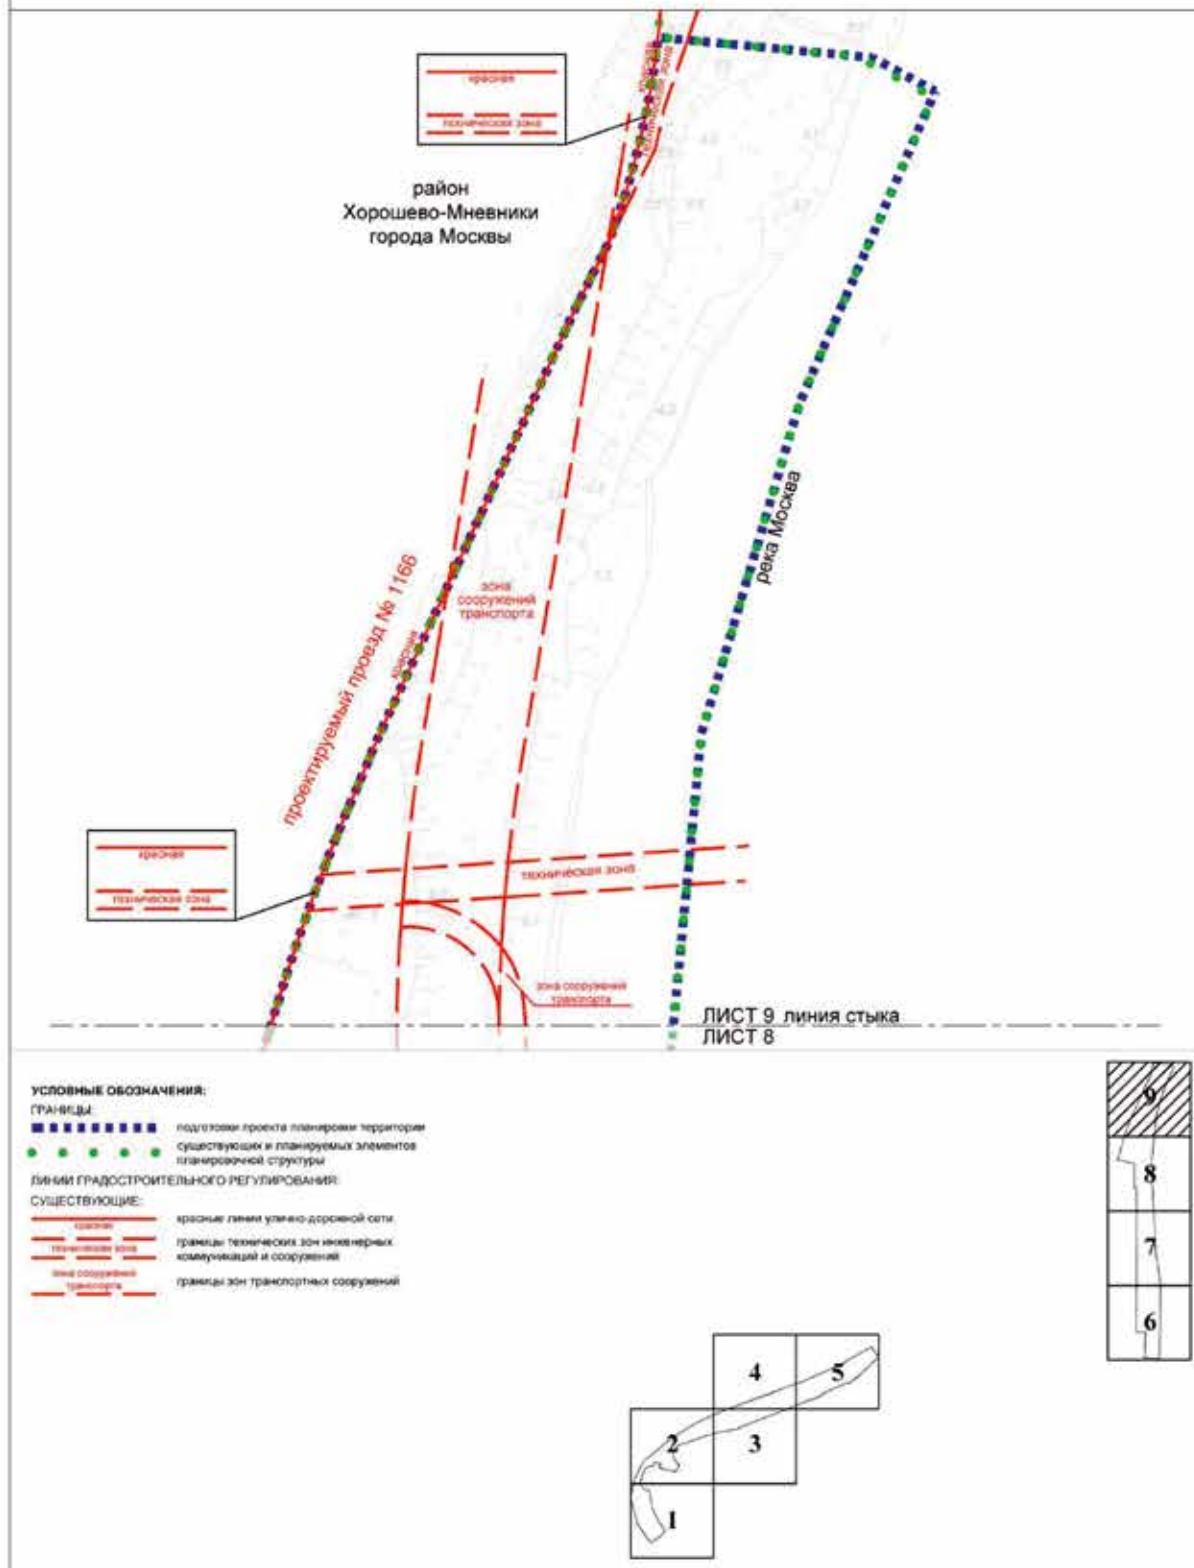 красная
техническая зона
район
Хорошево-Мневники
города Москвы
красная
техническая зона
река Москва
проектируемый проезд № 1166
красная
зона
сооружений
транспорта
красная
техническая зона
техническая зона
зона сооружений
транспорта
ЛИСТ 9 линия стыка
ЛИСТ 8
УСЛОВНЫЕ ОБОЗНАЧЕНИЯ:
ГРАНИЦЫ:
подготовки проекта планировки территории
существующих и планируемых элементов
планировочной структуры
ЛИНИИ ГРАДОСТРОИТЕЛЬНОГО РЕГУЛИРОВАНИЯ:
СУЩЕСТВУЮЩИЕ:
красная
красные линии улично-дорожной сети
техническая зона
границы технических зон инженерных
коммуникаций и сооружений
зона сооружений
транспорта
границы зон транспортных сооружений
9
8
7
6
4
5
2
3
1